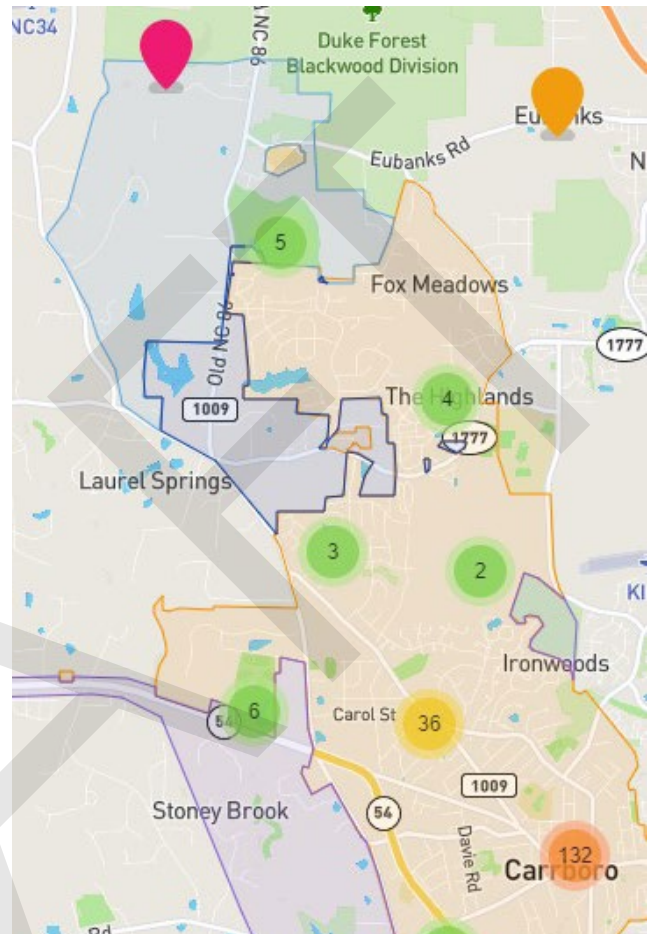 NC34
NC 86
Duke Forest
Blackwood Division
Eubanks
Eubanks Rd
N
5
Fox Meadows
1777
Old NC 86
The Highlands
4
1009
1777
Laurel Springs
3
2
KI
Ironwoods
6
54
Carol St
36
1009
Stoney Brook
54
Davie Rd
132
Carrboro
Rd